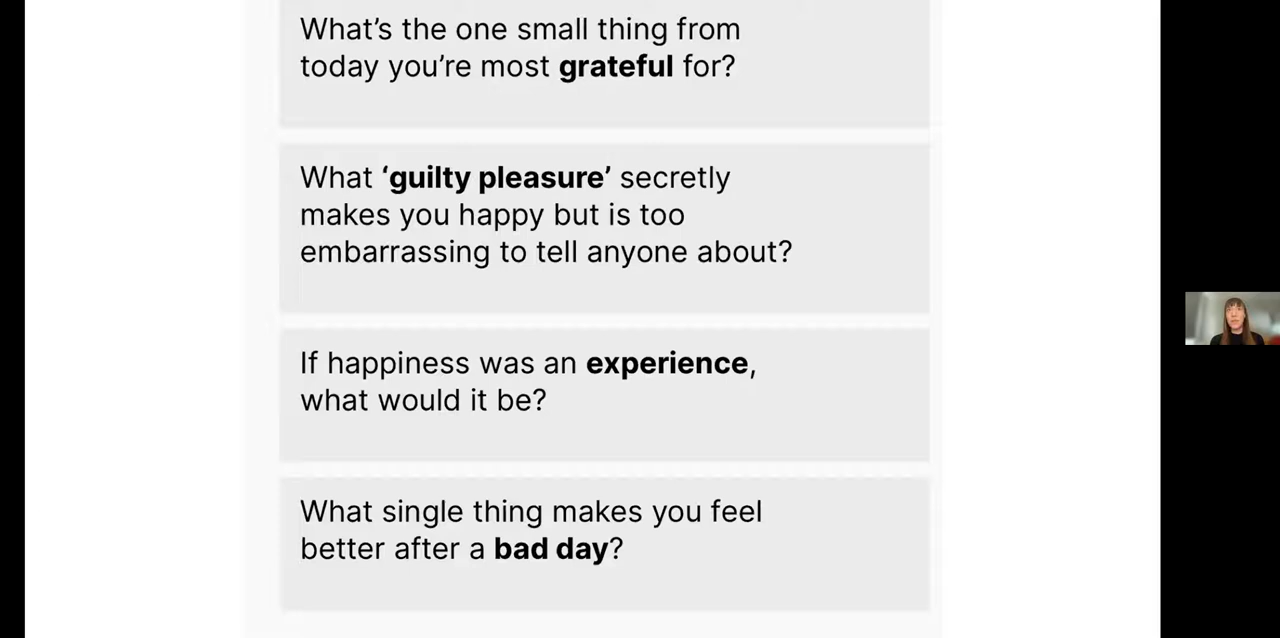 What’s the one small thing from
today you’re most grateful for?
What ‘guilty pleasure’ secretly
makes you happy but is too
embarrassing to tell anyone about?
If happiness was an experience,
what would it be?
What single thing makes you feel
better after a bad day?